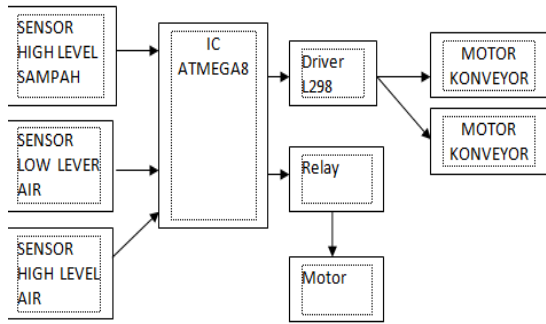 SENSOR
HIGH LEVEL
SAMPAH
SENSOR
LOW LEVER
AIR
SENSOR
HIGH LEVEL
AIR
IC
ATMEGA8
Driver
L298
Relay
Motor
MOTOR
KONVEYOR
MOTOR
KONVEYOR